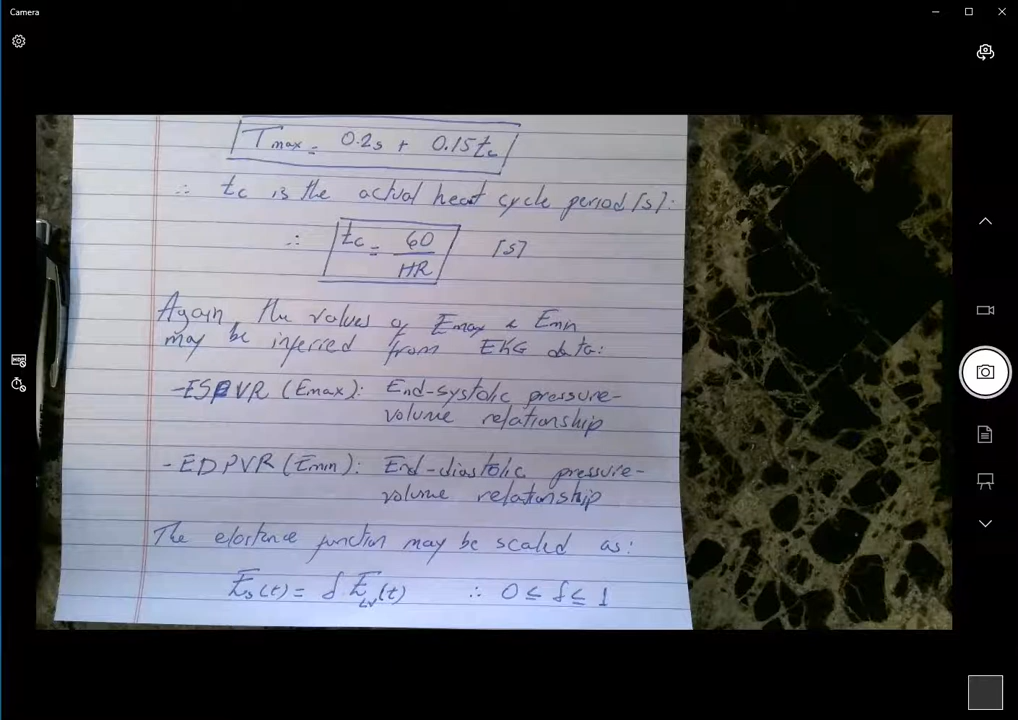 Camera
Tmax = 0.2s + 0.15tc
∴ tc is the actual heat cycle period [s]:
∴ tc = 60/HR [s]
Again, the values of Emax & Emin
may be inferred from EKG data:
- ESPVR (Emax): End-systolic pressure-
volume relationship
- EDPVR (Emin): End-diastolic pressure-
volume relationship
The elastance function may be scaled as:
Es(t) = f ELV(t) ∴ 0 ≤ f ≤ 1